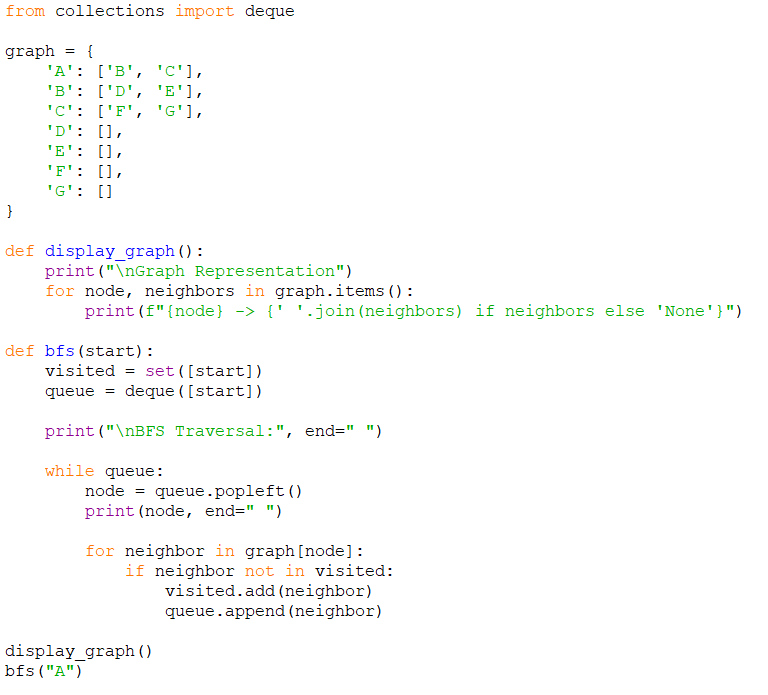 from collections import deque

graph = {
    'A': ['B', 'C'],
    'B': ['D', 'E'],
    'C': ['F', 'G'],
    'D': [],
    'E': [],
    'F': [],
    'G': []
}

def display_graph():
    print("\nGraph Representation")
    for node, neighbors in graph.items():
        print(f"{node} -> {' '.join(neighbors) if neighbors else 'None'}")

def bfs(start):
    visited = set([start])
    queue = deque([start])

    print("\nBFS Traversal:", end=" ")

    while queue:
        node = queue.popleft()
        print(node, end=" ")

        for neighbor in graph[node]:
            if neighbor not in visited:
                visited.add(neighbor)
                queue.append(neighbor)

display_graph()
bfs("A")